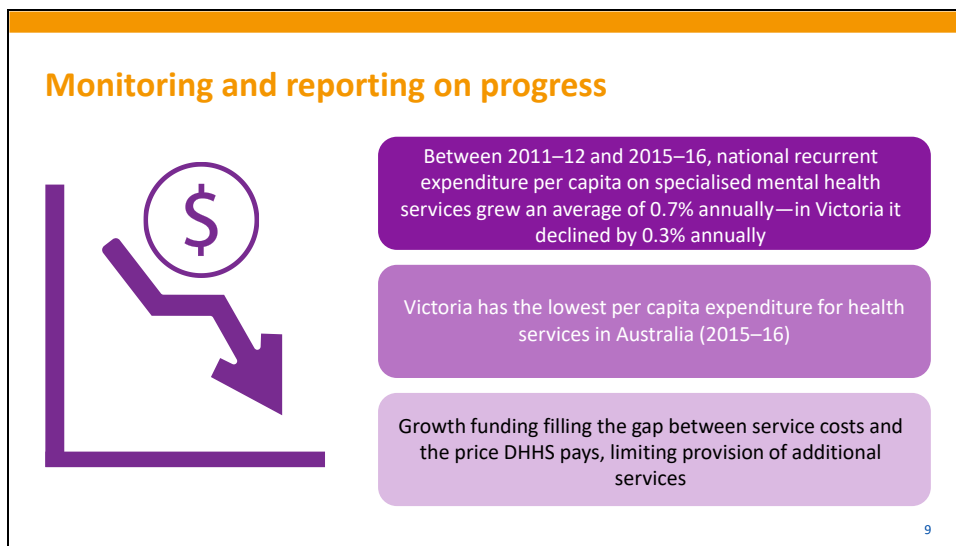 Monitoring and reporting on progress
$
Between 2011–12 and 2015–16, national recurrent
expenditure per capita on specialised mental health
services grew an average of 0.7% annually—in Victoria it
declined by 0.3% annually
Victoria has the lowest per capita expenditure for health
services in Australia (2015–16)
Growth funding filling the gap between service costs and
the price DHHS pays, limiting provision of additional
services
9